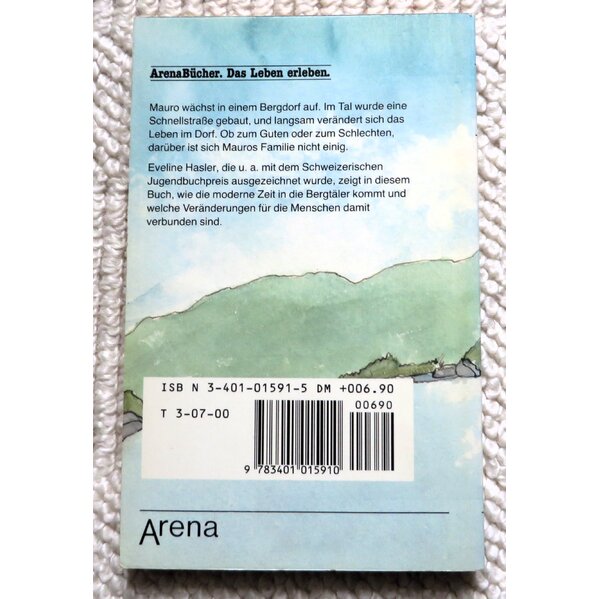 ArenaBücher. Das Leben erleben.
Mauro wächst in einem Bergdorf auf. Im Tal wurde eine
Schnellstraße gebaut, und langsam verändert sich das
Leben im Dorf. Ob zum Guten oder zum Schlechten,
darüber ist sich Mauros Familie nicht einig.
Eveline Hasler, die u. a. mit dem Schweizerischen
Jugendbuchpreis ausgezeichnet wurde, zeigt in diesem
Buch, wie die moderne Zeit in die Bergtäler kommt und
welche Veränderungen für die Menschen damit
verbunden sind.
ISB N 3-401-01591-5 DM +006.90
T 3-07-00
00690
9 783401 015910
Arena